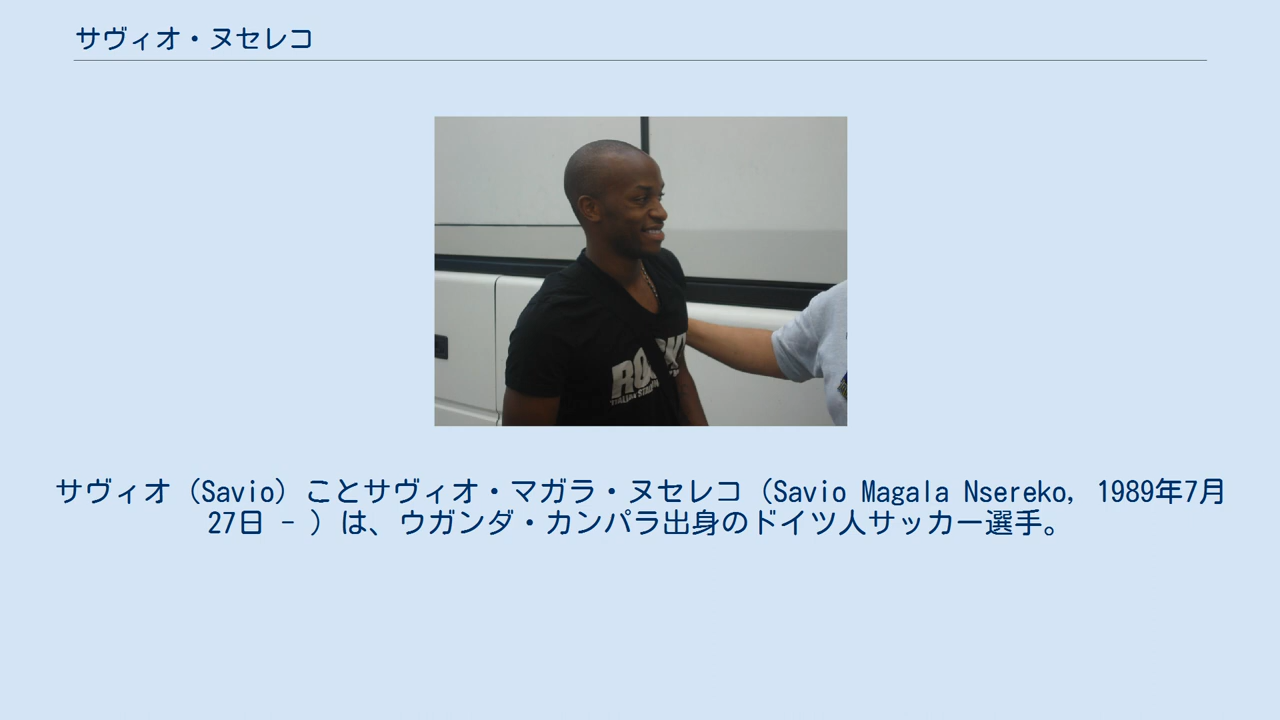 サヴィオ・ヌセレコ
サヴィオ（Savio）ことサヴィオ・マガラ・ヌセレコ（Savio Magala Nsereko, 1989年7月
27日 - ）は、ウガンダ・カンパラ出身のドイツ人サッカー選手。